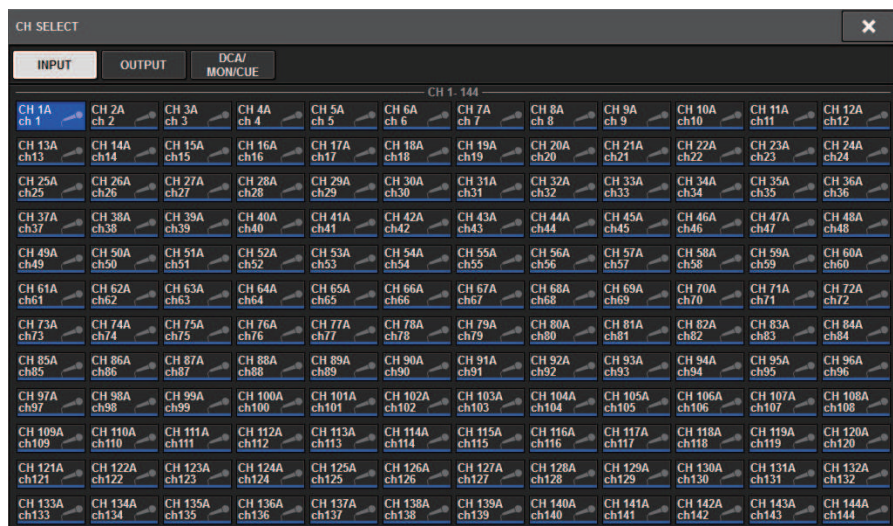 CH SELECT
INPUT OUTPUT DCA/
MON/CUE
CH 1- 144
CH 1A CH 2A CH 3A CH 4A CH 5A CH 6A CH 7A CH 8A CH 9A CH 10A CH 11A CH 12A
ch 1 ch 2 ch 3 ch 4 ch 5 ch 6 ch 7 ch 8 ch 9 ch10 ch11 ch12
CH 13A CH 14A CH 15A CH 16A CH 17A CH 18A CH 19A CH 20A CH 21A CH 22A CH 23A CH 24A
ch13 ch14 ch15 ch16 ch17 ch18 ch19 ch20 ch21 ch22 ch23 ch24
CH 25A CH 26A CH 27A CH 28A CH 29A CH 30A CH 31A CH 32A CH 33A CH 34A CH 35A CH 36A
ch25 ch26 ch27 ch28 ch29 ch30 ch31 ch32 ch33 ch34 ch35 ch36
CH 37A CH 38A CH 39A CH 40A CH 41A CH 42A CH 43A CH 44A CH 45A CH 46A CH 47A CH 48A
ch37 ch38 ch39 ch40 ch41 ch42 ch43 ch44 ch45 ch46 ch47 ch48
CH 49A CH 50A CH 51A CH 52A CH 53A CH 54A CH 55A CH 56A CH 57A CH 58A CH 59A CH 60A
ch49 ch50 ch51 ch52 ch53 ch54 ch55 ch56 ch57 ch58 ch59 ch60
CH 61A CH 62A CH 63A CH 64A CH 65A CH 66A CH 67A CH 68A CH 69A CH 70A CH 71A CH 72A
ch61 ch62 ch63 ch64 ch65 ch66 ch67 ch68 ch69 ch70 ch71 ch72
CH 73A CH 74A CH 75A CH 76A CH 77A CH 78A CH 79A CH 80A CH 81A CH 82A CH 83A CH 84A
ch73 ch74 ch75 ch76 ch77 ch78 ch79 ch80 ch81 ch82 ch83 ch84
CH 85A CH 86A CH 87A CH 88A CH 89A CH 90A CH 91A CH 92A CH 93A CH 94A CH 95A CH 96A
ch85 ch86 ch87 ch88 ch89 ch90 ch91 ch92 ch93 ch94 ch95 ch96
CH 97A CH 98A CH 99A CH 100A CH 101A CH 102A CH 103A CH 104A CH 105A CH 106A CH 107A CH 108A
ch97 ch98 ch99 ch100 ch101 ch102 ch103 ch104 ch105 ch106 ch107 ch108
CH 109A CH 110A CH 111A CH 112A CH 113A CH 114A CH 115A CH 116A CH 117A CH 118A CH 119A CH 120A
ch109 ch110 ch111 ch112 ch113 ch114 ch115 ch116 ch117 ch118 ch119 ch120
CH 121A CH 122A CH 123A CH 124A CH 125A CH 126A CH 127A CH 128A CH 129A CH 130A CH 131A CH 132A
ch121 ch122 ch123 ch124 ch125 ch126 ch127 ch128 ch129 ch130 ch131 ch132
CH 133A CH 134A CH 135A CH 136A CH 137A CH 138A CH 139A CH 140A CH 141A CH 142A CH 143A CH 144A
ch133 ch134 ch135 ch136 ch137 ch138 ch139 ch140 ch141 ch142 ch143 ch144